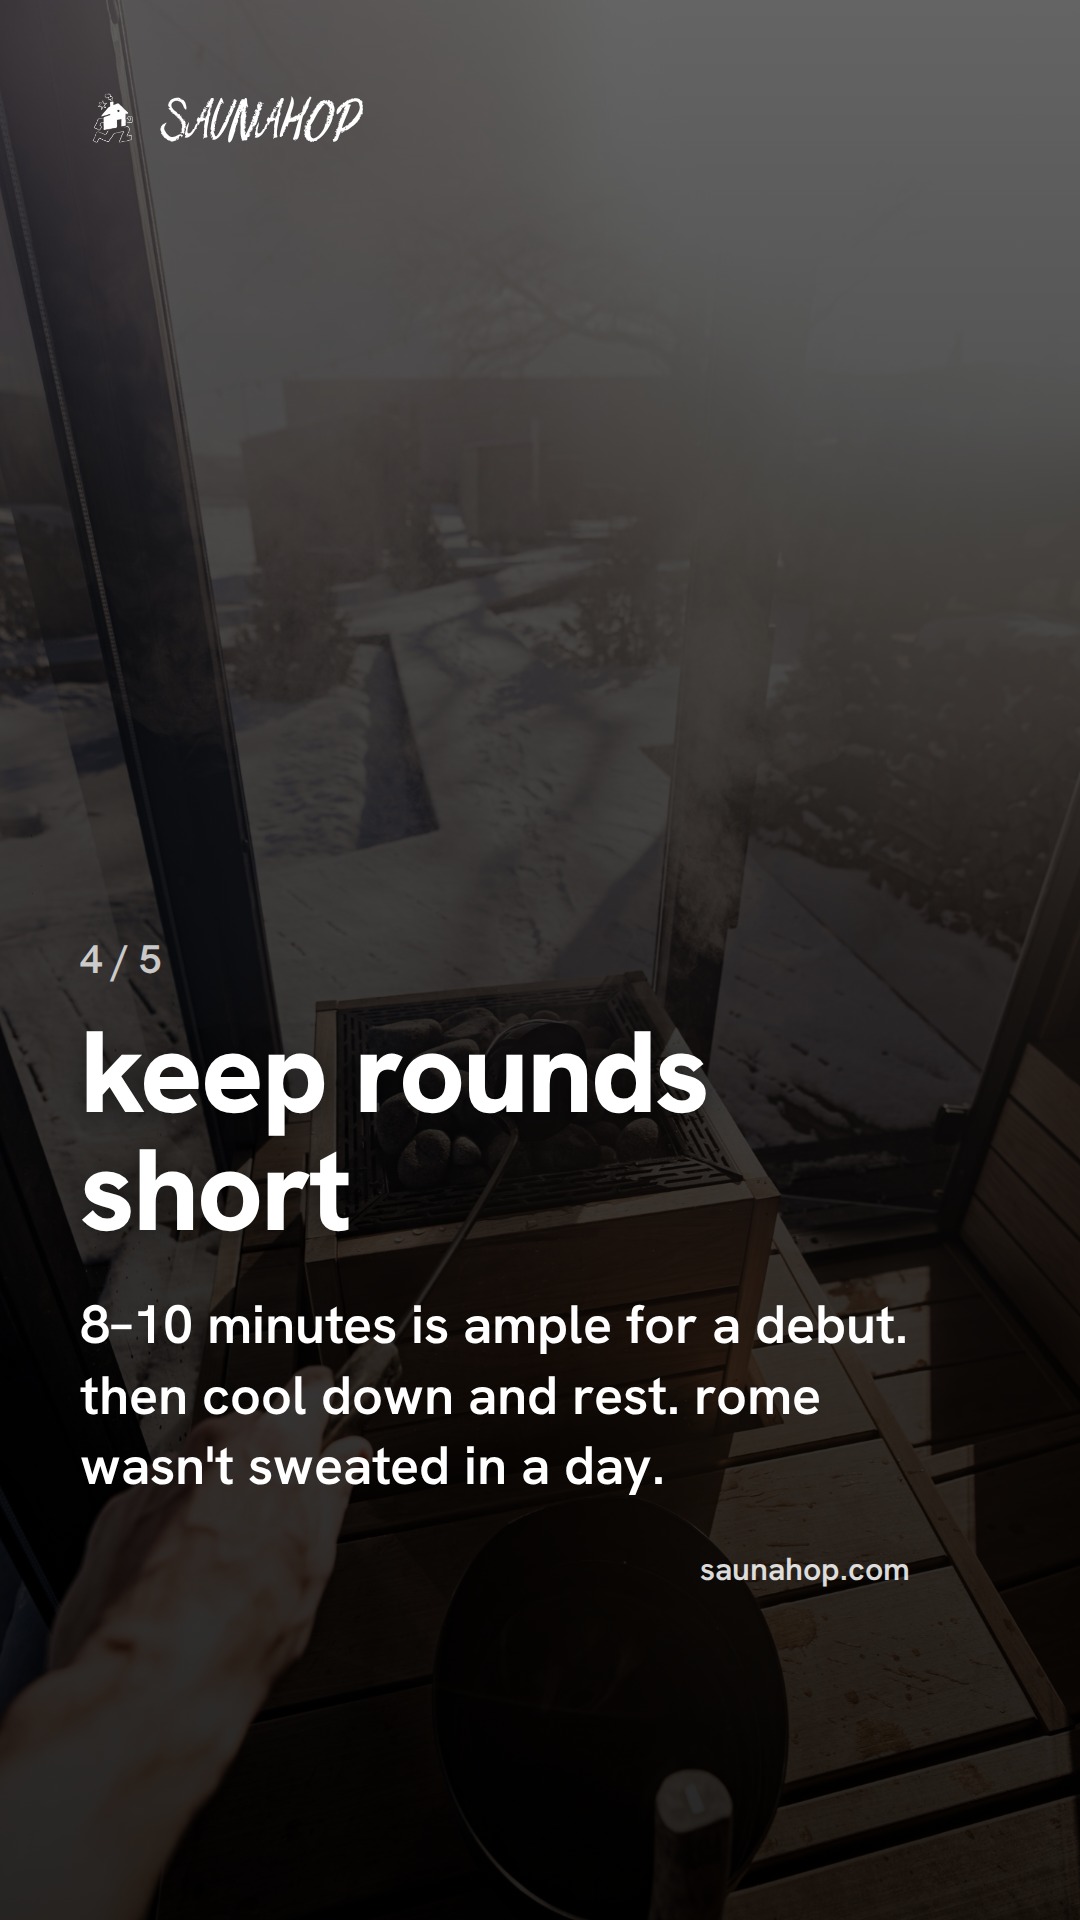 SAUNAHOP
4 / 5
keep rounds
short
8–10 minutes is ample for a debut.
then cool down and rest. rome
wasn't sweated in a day.
saunahop.com